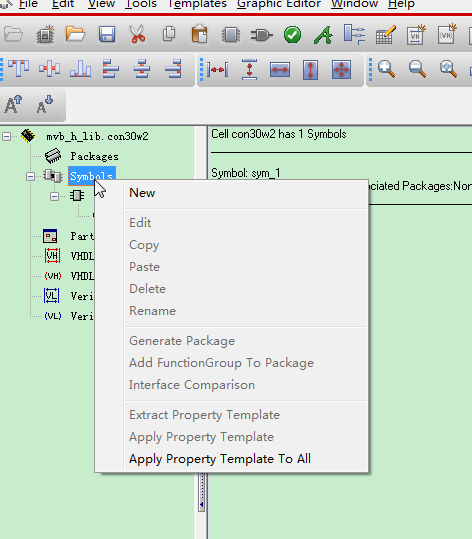 File Edit View Tools Templates Graphic Editor Window Help
A A
mvb_h_lib.con30w2
Packages
Symbols
Part
VHDL
VHDL
Veri
Veri
Cell con30w2 has 1 Symbols
Symbol: sym_1
ociated Packages:Non
New
Edit
Copy
Paste
Delete
Rename
Generate Package
Add FunctionGroup To Package
Interface Comparison
Extract Property Template
Apply Property Template
Apply Property Template To All